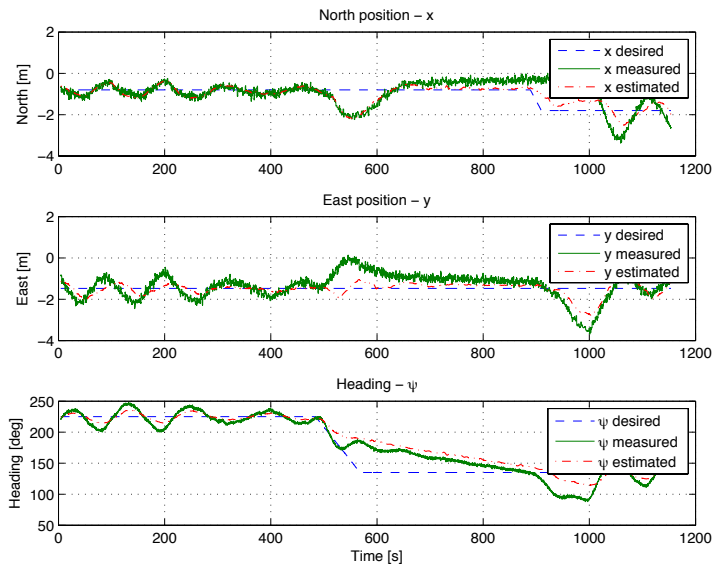 North position − x
2
0
−2
−4
North [m]
0
200
400
600
800
1000
1200
x desired
x measured
x estimated
East position − y
2
0
−2
−4
East [m]
0
200
400
600
800
1000
1200
y desired
y measured
y estimated
Heading − ψ
250
200
150
100
50
Heading [deg]
0
200
400
600
800
1000
1200
ψ desired
ψ measured
ψ estimated
Time [s]